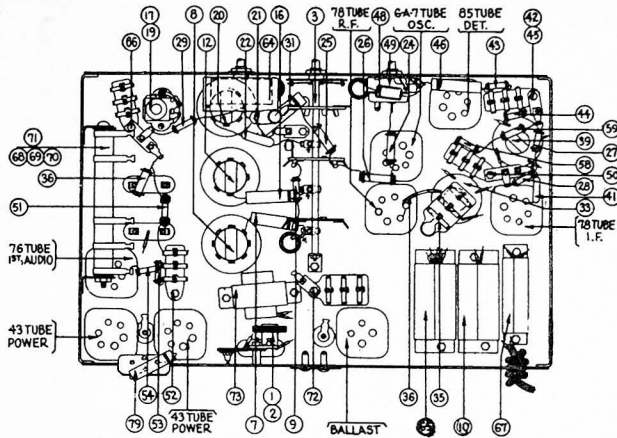 17 19 8 20 21 16 3 78 TUBE R.F. 48 6-A-7 TUBE OSC. 85 TUBE DET. 42 45
86 29 12 22 64 31 25 26 49 24 46 43
44
59
39
27
58
50
28
41
33
71
68 69 70
36
51
76 TUBE 1ST, AUDIO
78 TUBE I.F.
43 TUBE POWER
79 54 53 52 43 TUBE POWER 73 7 1 2 9 72 BALLAST 36 35 10 67